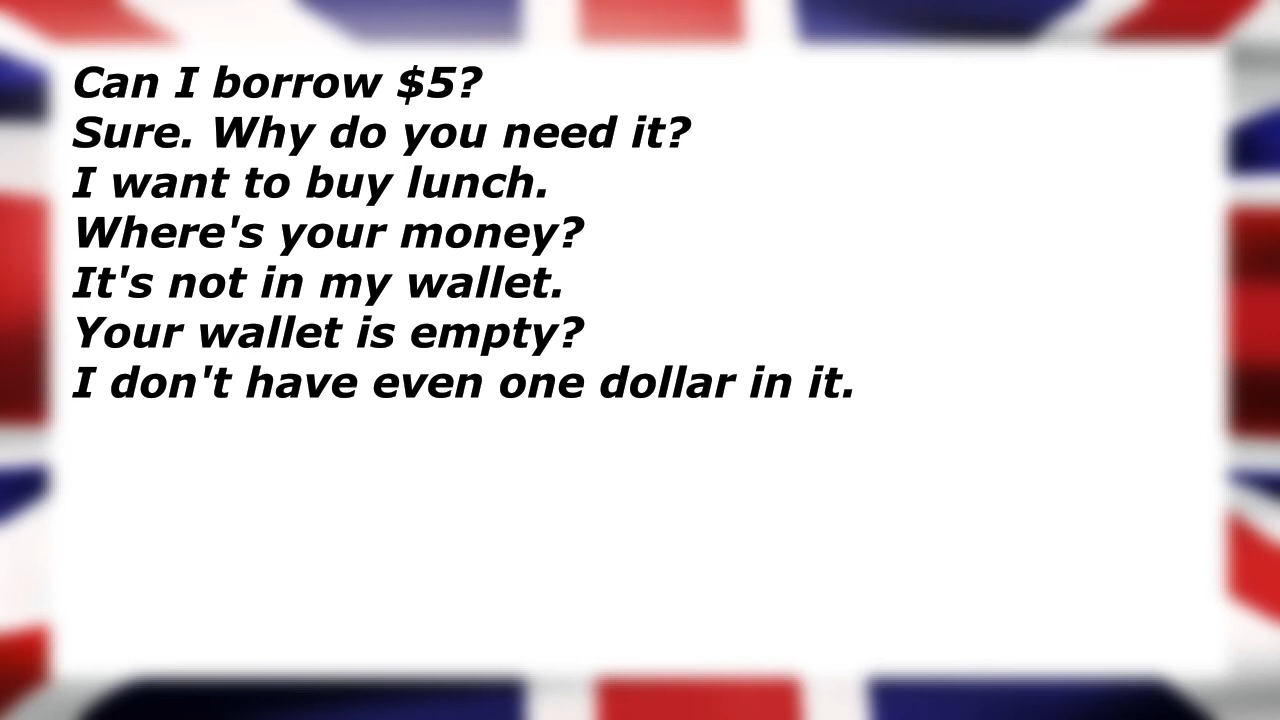 Can I borrow $5?
Sure. Why do you need it?
I want to buy lunch.
Where's your money?
It's not in my wallet.
Your wallet is empty?
I don't have even one dollar in it.